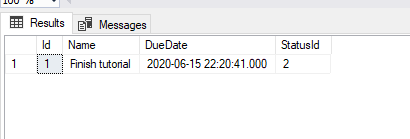 100 %
Results Messages
Id Name DueDate StatusId
1 1 Finish tutorial 2020-06-15 22:20:41.000 2